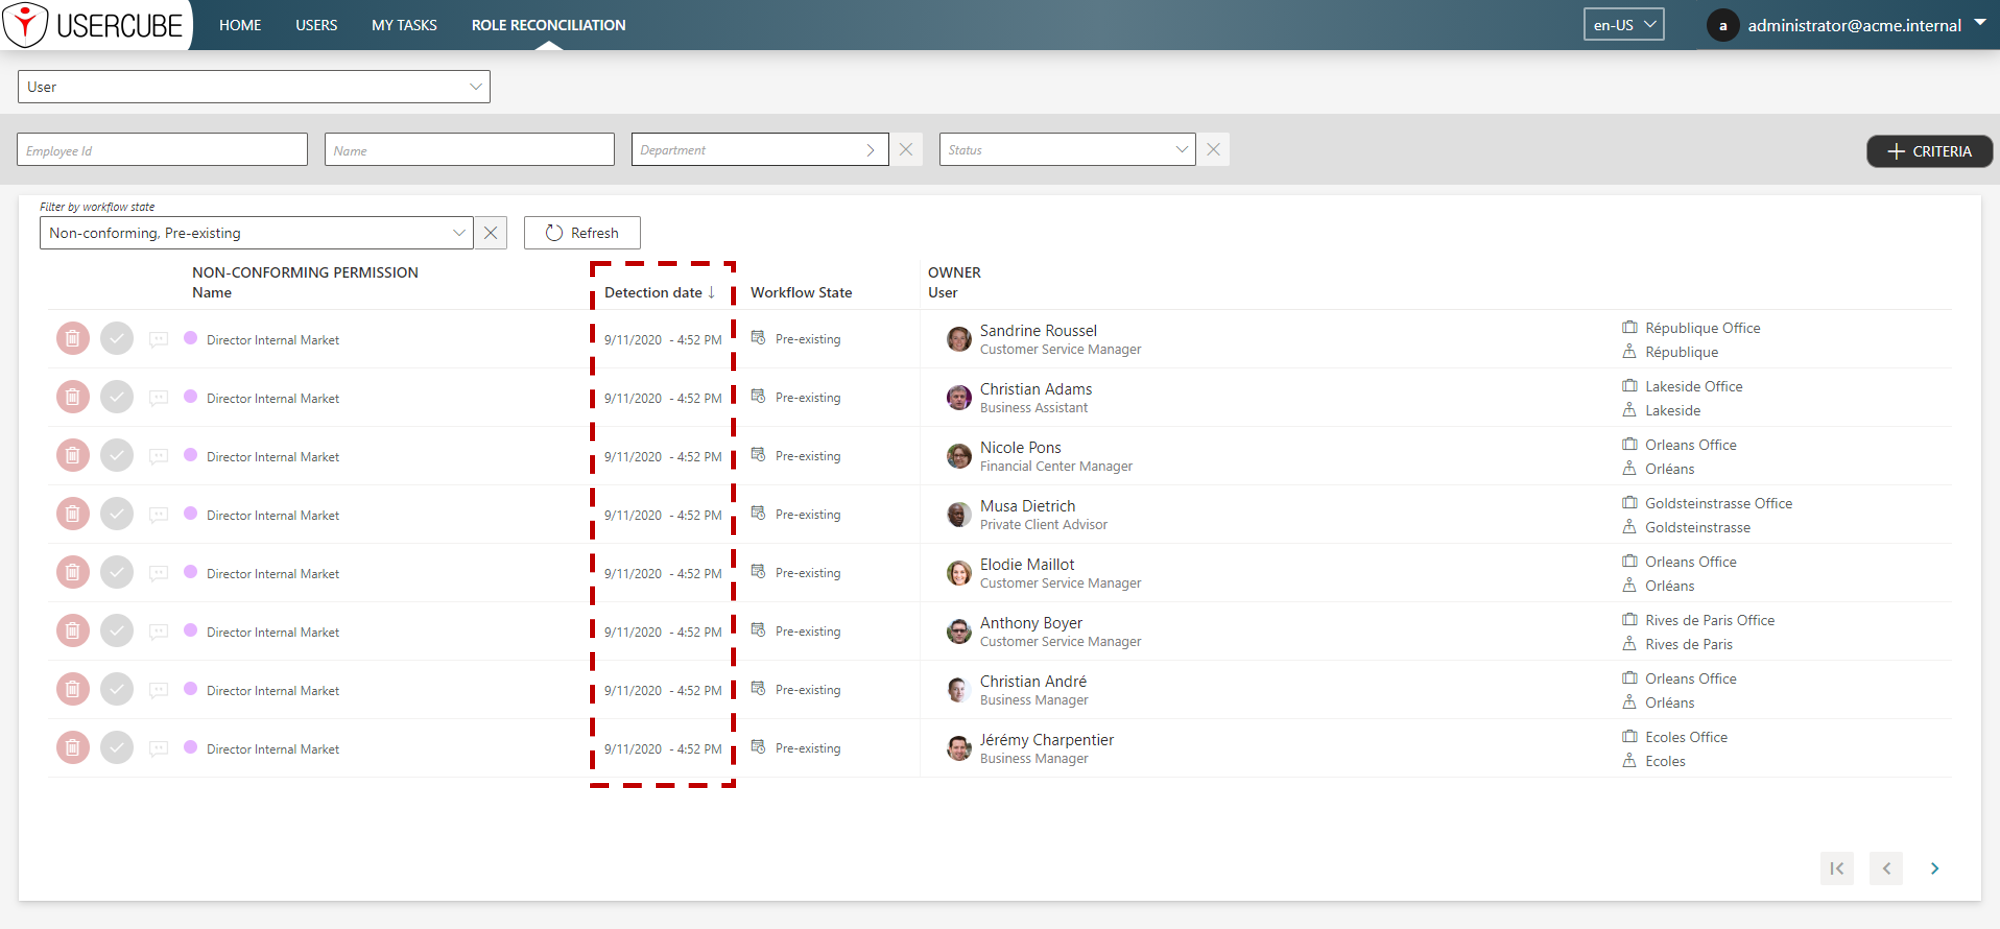 USERCUBE
HOME
USERS
MY TASKS
ROLE RECONCILIATION
en-US
a
administrator@acme.internal
User
Employee Id
Name
Department
Status
CRITERIA
Filter by workflow state
Non-conforming, Pre-existing
Refresh
NON-CONFORMING PERMISSION
OWNER
Name
Detection date ↓
Workflow State
User
Director Internal Market
9/11/2020 - 4:52 PM
Pre-existing
Sandrine Roussel
Customer Service Manager
République Office
République
Director Internal Market
9/11/2020 - 4:52 PM
Pre-existing
Christian Adams
Business Assistant
Lakeside Office
Lakeside
Director Internal Market
9/11/2020 - 4:52 PM
Pre-existing
Nicole Pons
Financial Center Manager
Orleans Office
Orléans
Director Internal Market
9/11/2020 - 4:52 PM
Pre-existing
Musa Dietrich
Private Client Advisor
Goldsteinstrasse Office
Goldsteinstrasse
Director Internal Market
9/11/2020 - 4:52 PM
Pre-existing
Elodie Maillot
Customer Service Manager
Orleans Office
Orléans
Director Internal Market
9/11/2020 - 4:52 PM
Pre-existing
Anthony Boyer
Customer Service Manager
Rives de Paris Office
Rives de Paris
Director Internal Market
9/11/2020 - 4:52 PM
Pre-existing
Christian André
Business Manager
Orleans Office
Orléans
Director Internal Market
9/11/2020 - 4:52 PM
Pre-existing
Jérémy Charpentier
Business Manager
Ecoles Office
Ecoles